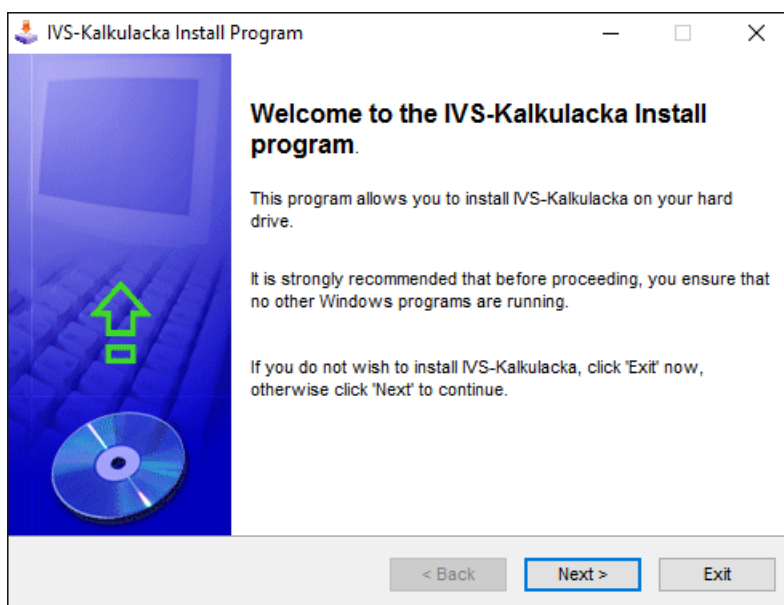 IVS-Kalkulacka Install Program
Welcome to the IVS-Kalkulacka Install
program.
This program allows you to install IVS-Kalkulacka on your hard
drive.
It is strongly recommended that before proceeding, you ensure that
no other Windows programs are running.
If you do not wish to install IVS-Kalkulacka, click 'Exit' now,
otherwise click 'Next' to continue.
< Back Next > Exit